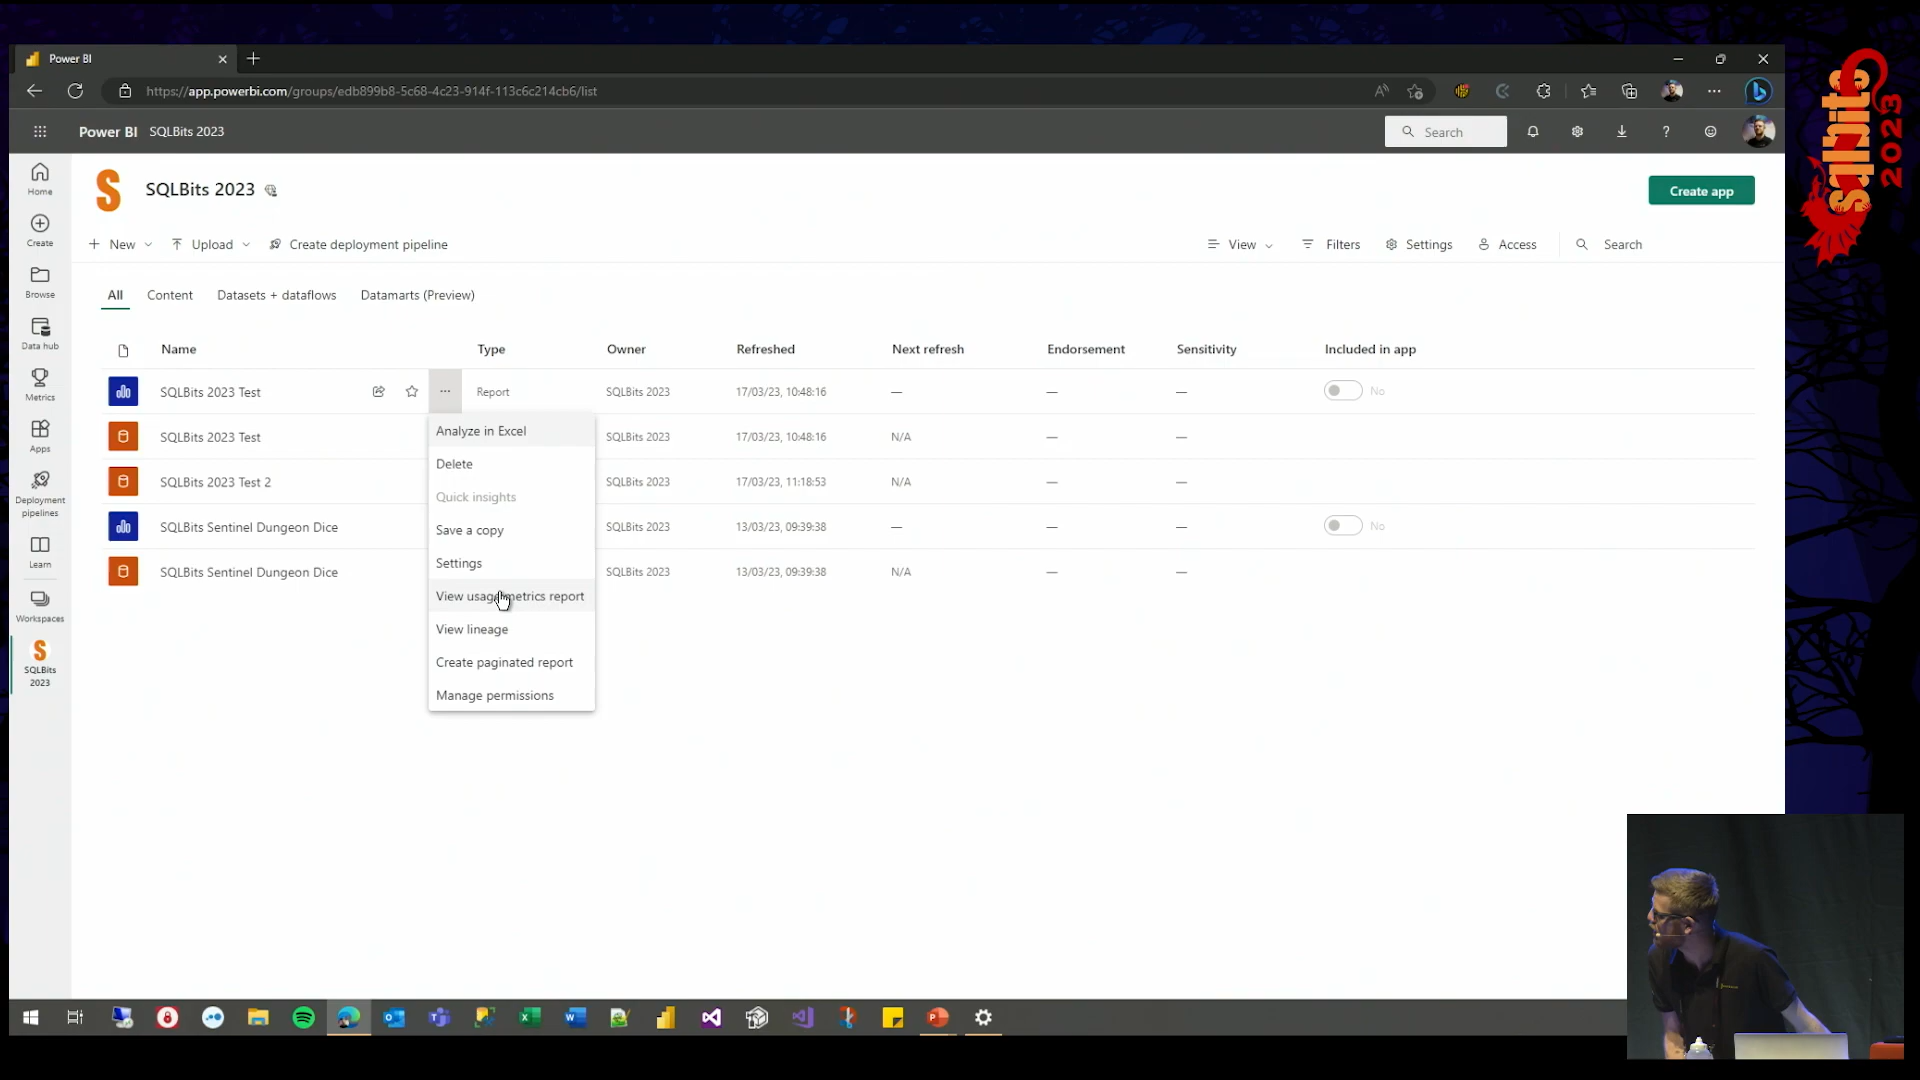 Power BI
https://app.powerbi.com/groups/edb899b8-5c68-4c23-914f-113c6c214cb6/list
Power BI SQLBits 2023
Search
sqlbits 2023
Home
Create
Browse
Data hub
Metrics
Apps
Deployment
pipelines
Learn
Workspaces
SQLBits
2023
SQLBits 2023
Create app
New Upload Create deployment pipeline
View Filters Settings Access Search
All Content Datasets + dataflows Datamarts (Preview)
Name Type Owner Refreshed Next refresh Endorsement Sensitivity Included in app
SQLBits 2023 Test ... Report SQLBits 2023 17/03/23, 10:48:16 — — — No
SQLBits 2023 Test SQLBits 2023 17/03/23, 10:48:16 N/A — —
SQLBits 2023 Test 2 SQLBits 2023 17/03/23, 11:18:53 N/A — —
SQLBits Sentinel Dungeon Dice SQLBits 2023 13/03/23, 09:39:38 — — — No
SQLBits Sentinel Dungeon Dice SQLBits 2023 13/03/23, 09:39:38 N/A — —
Analyze in Excel
Delete
Quick insights
Save a copy
Settings
View usage metrics report
View lineage
Create paginated report
Manage permissions